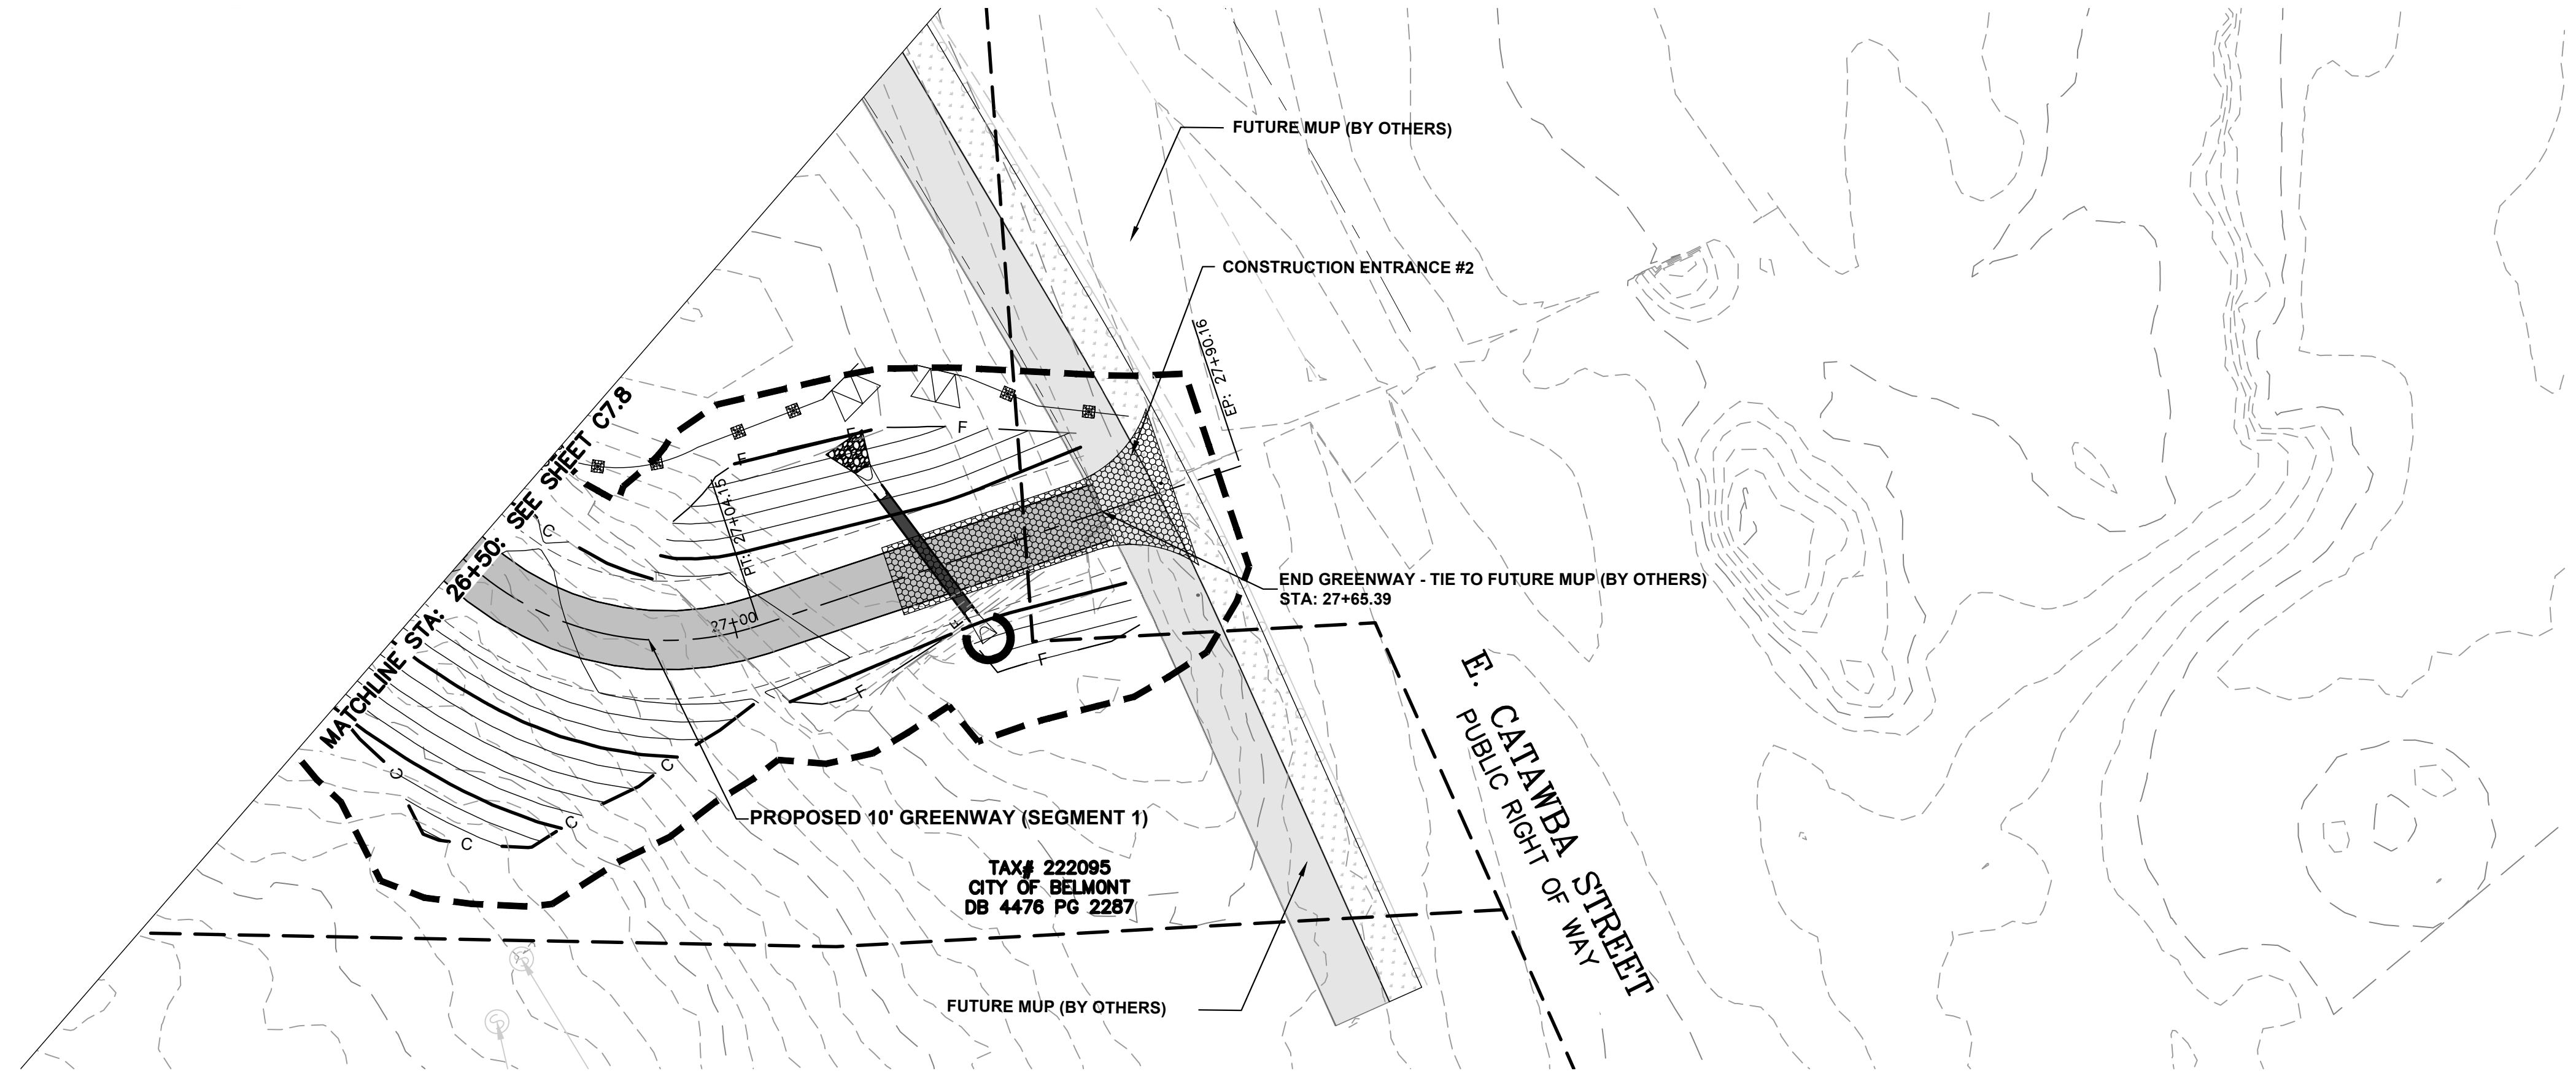 FUTURE MUP (BY OTHERS)
CONSTRUCTION ENTRANCE #2
EP: 27+90.16
MATCHLINE STA: 26+50: SEE SHEET C7.8
F
F
F
C
PT: 27+04.15
END GREENWAY - TIE TO FUTURE MUP (BY OTHERS)
STA: 27+65.39
27+00
F
F
F
C
C
C
C
PROPOSED 10' GREENWAY (SEGMENT 1)
E. CATAWBA STREET
PUBLIC RIGHT OF WAY
TAX# 222095
CITY OF BELMONT
DB 4476 PG 2287
FUTURE MUP (BY OTHERS)